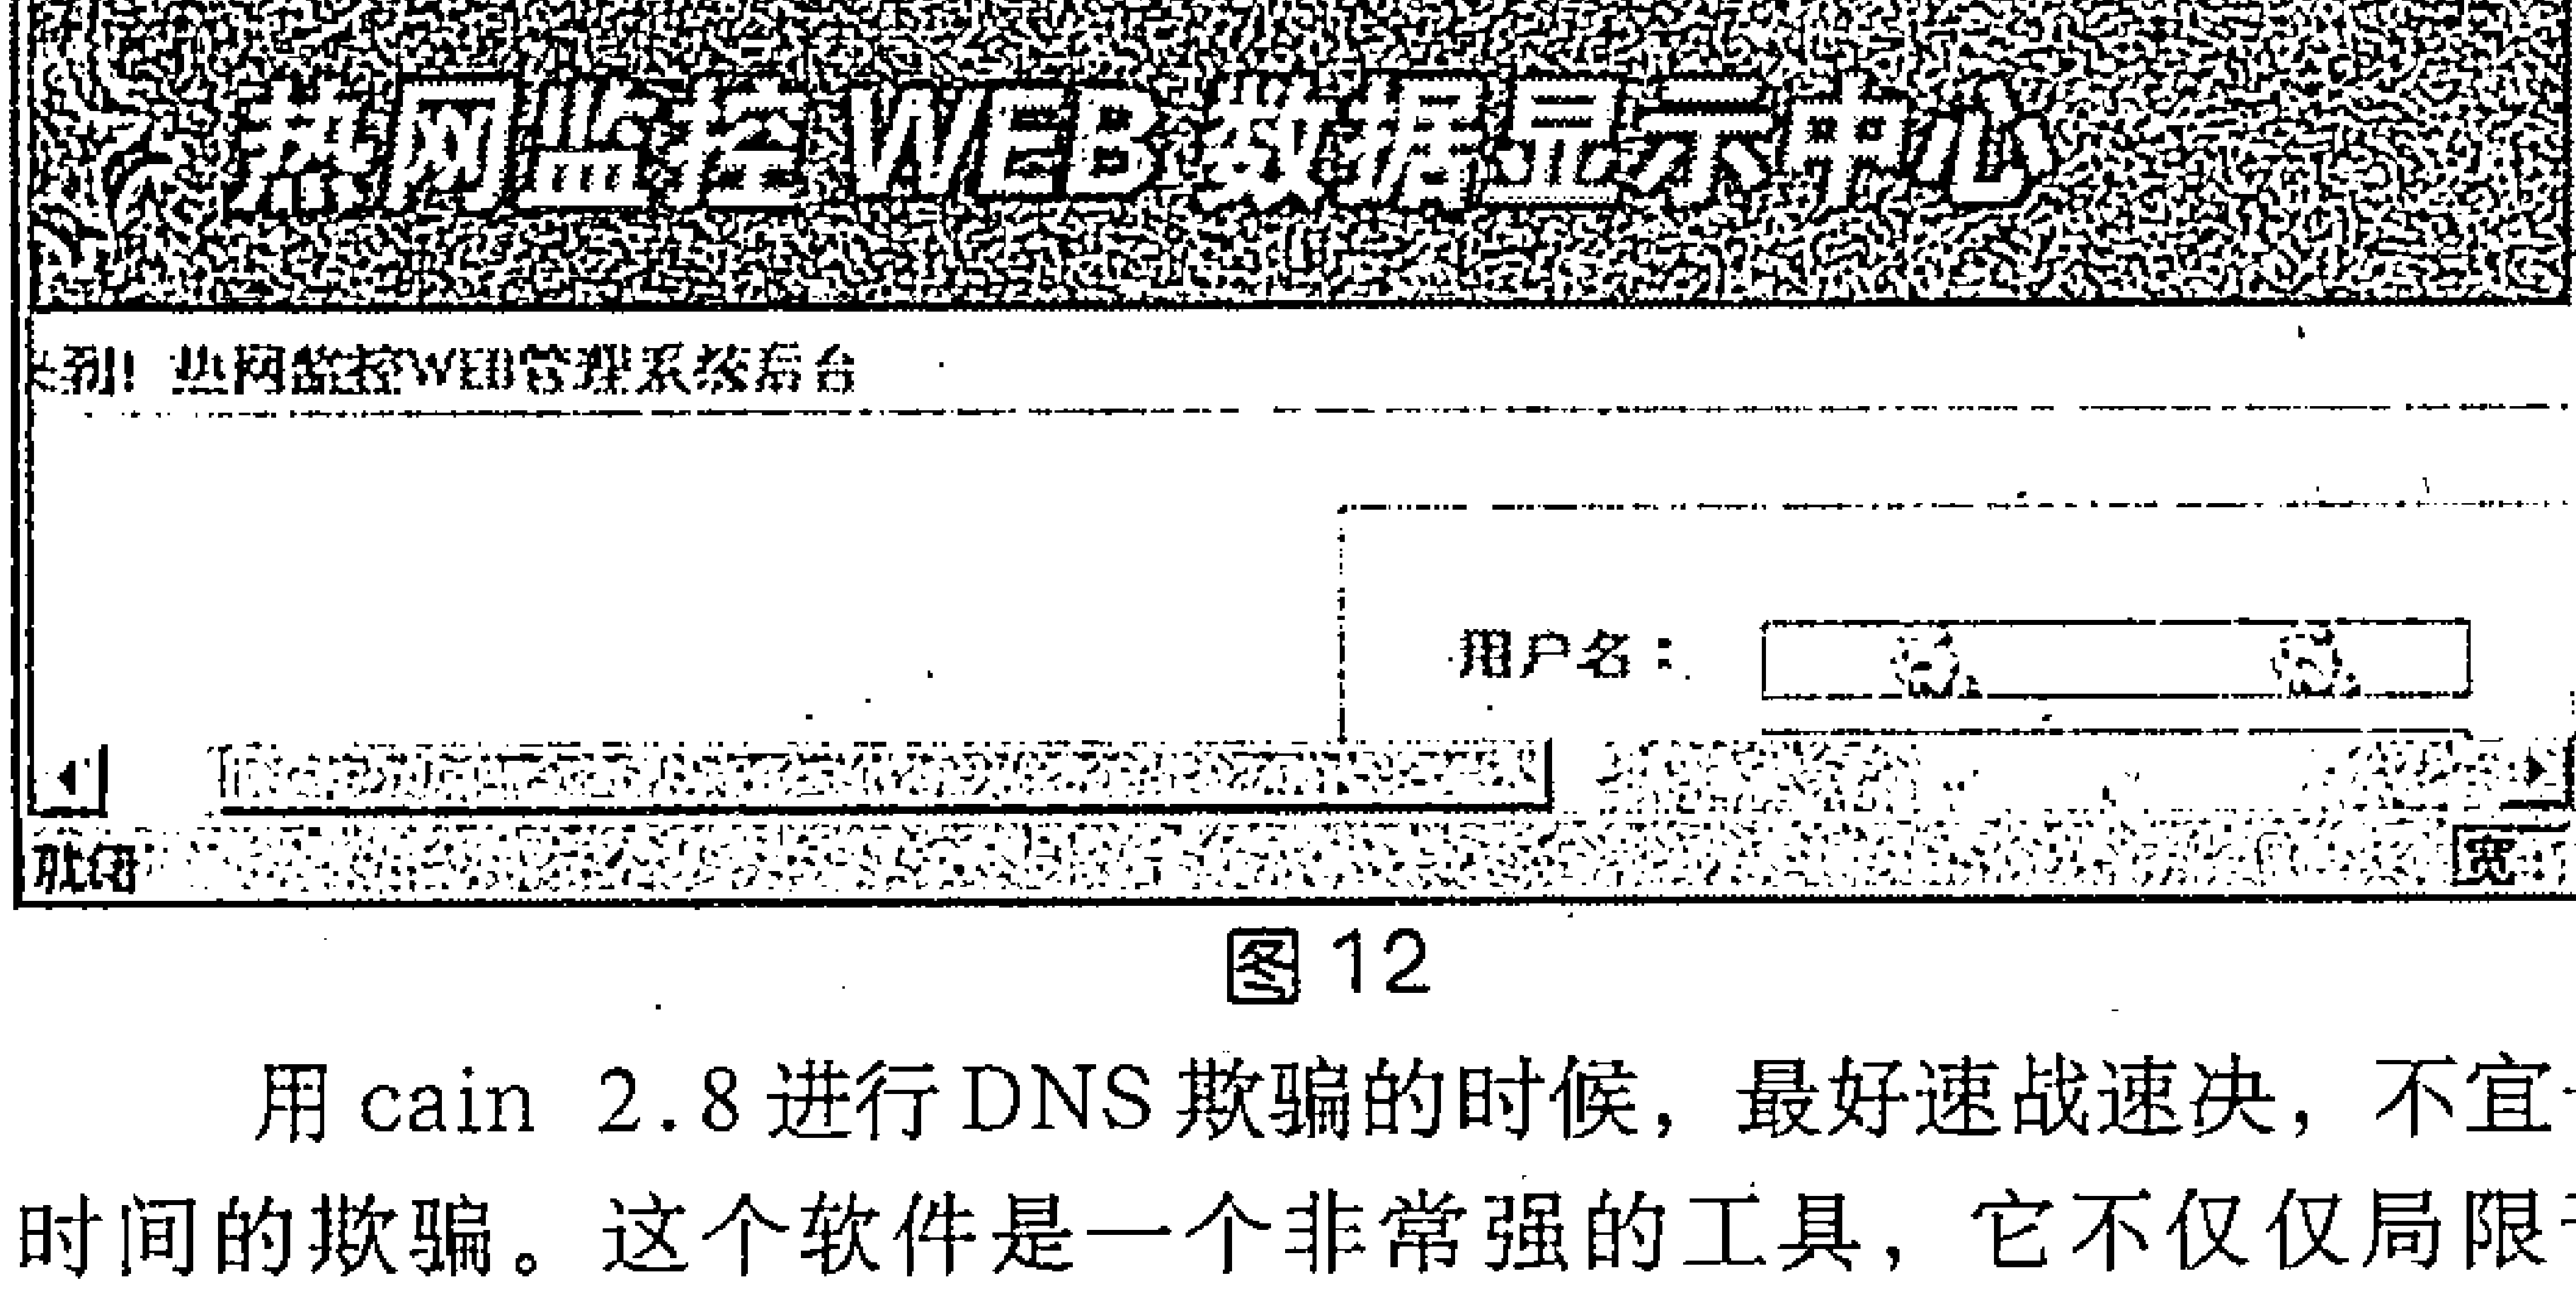 热网监控 WEB 数据显示中心
到! 热网监控WEB管理系统后台
用户名：
宽
图 12
用 cain 2.8 进行 DNS 欺骗的时候，最好速战速决，不宜
时间的欺骗。这个软件是一个非常强的工具，它不仅仅局限